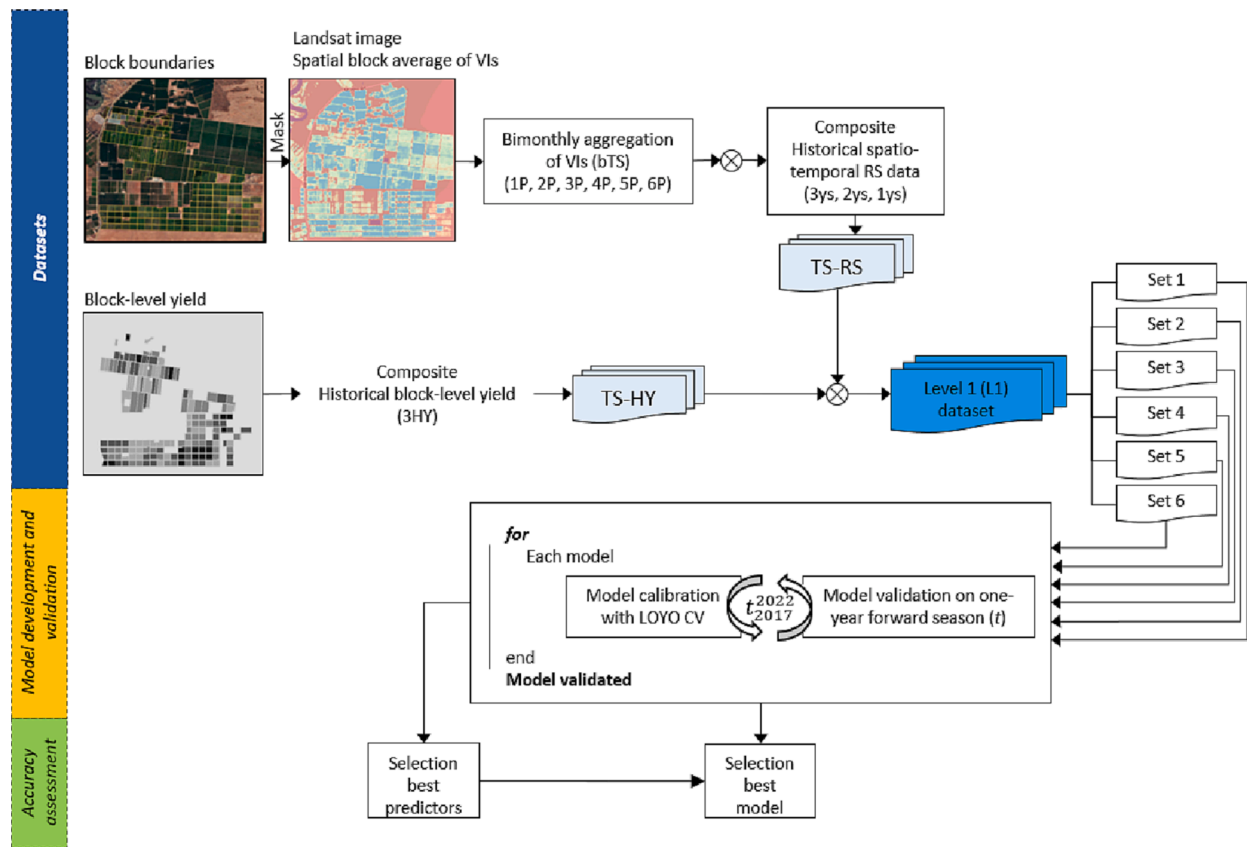 Datasets
Model development and
validation
Accuracy
assessment
Block boundaries
Mask
Landsat image
Spatial block average of VIs
Bimonthly aggregation
of VIs (bTS)
(1P, 2P, 3P, 4P, 5P, 6P)
Composite
Historical spatio-
temporal RS data
(3ys, 2ys, 1ys)
TS-RS
Block-level yield
Composite
Historical block-level yield
(3HY)
TS-HY
Level 1 (L1)
dataset
Set 1
Set 2
Set 3
Set 4
Set 5
Set 6
for
Each model
Model calibration
with LOYO CV
t 2022 2017
Model validation on one-
year forward season (t)
end
Model validated
Selection
best
predictors
Selection
best
model